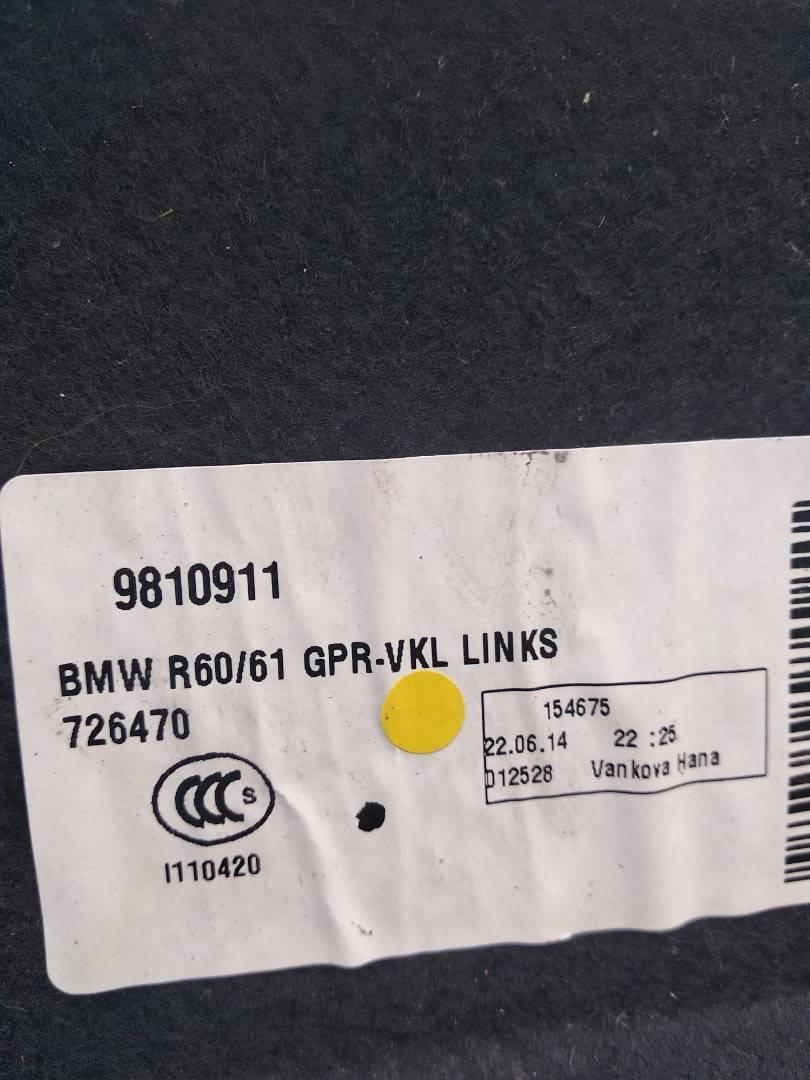 9810911
BMW R60/61 GPR-VKL LINKS
726470
154675
22.06.14 22 :25
D12528 Vankova Hana
CCC S
I110420